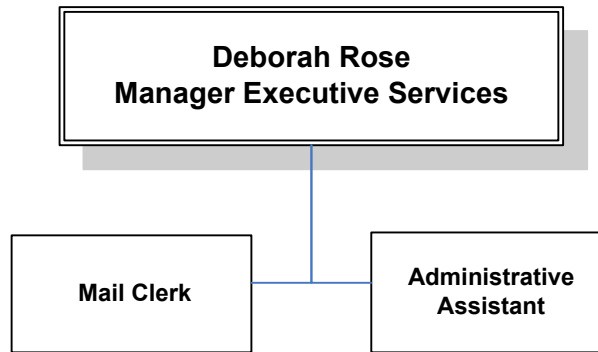 Deborah Rose
Manager Executive Services
Mail Clerk
Administrative
Assistant